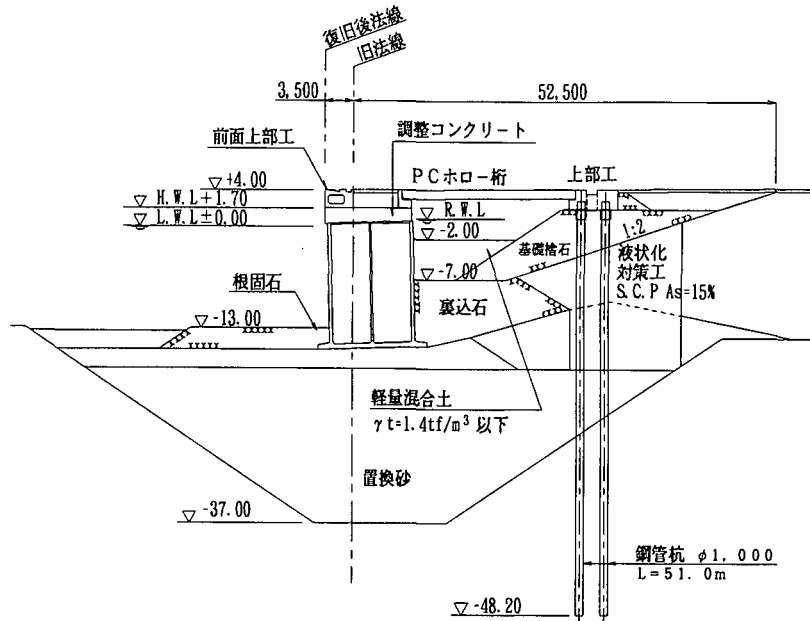 復旧後法線
旧法線
3,500
52,500
前面上部工
調整コンクリート
+4.00
PCホロー桁
上部工
H.W.L+1.70
L.W.L±0.00
R.W.L
-2.00
1:2
基礎捨石
液状化
対策工
S.C.P As=15%
-7.00
根固石
裏込石
-13.00
軽量混合土
γt=1.4tf/m³ 以下
置換砂
-37.00
鋼管杭 φ1,000
L=51.0m
-48.20